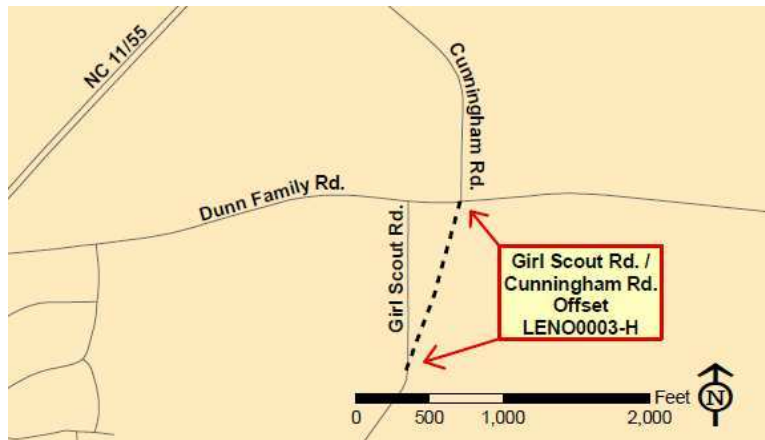 NC 11/55
Cunningham Rd.
Dunn Family Rd.
Girl Scout Rd.
Girl Scout Rd. /
Cunningham Rd.
Offset
LENO0003-H
Feet
N
0 500 1,000 2,000